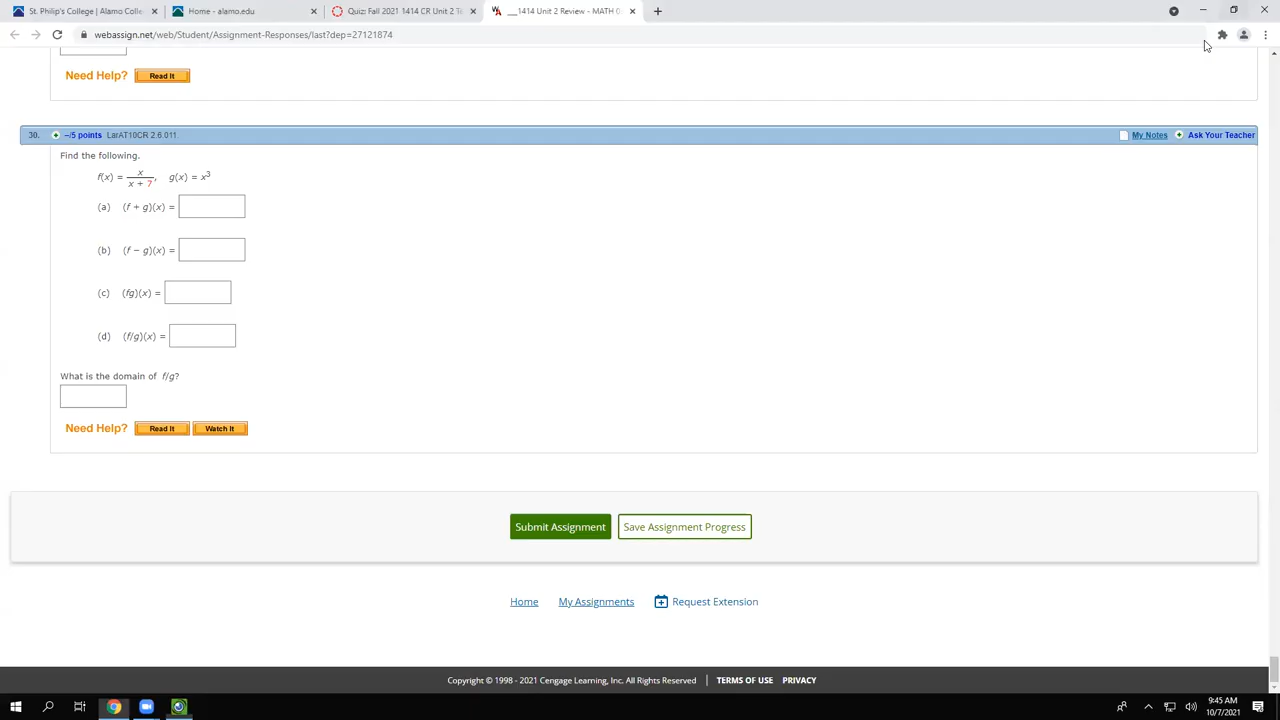 St. Philip's College | Alamo Colle
Home - alamo.edu
Quiz: Fall 2021 1414 CR Unit 2 Te
__1414 Unit 2 Review - MATH 0.
webassign.net/web/Student/Assignment-Responses/last?dep=27121874
Need Help? Read It
30. –/5 points LarAT10CR 2.6.011. My Notes Ask Your Teacher
Find the following.
f(x) = x/(x + 7), g(x) = x³
(a) (f + g)(x) =
(b) (f − g)(x) =
(c) (fg)(x) =
(d) (f/g)(x) =
What is the domain of f/g?
Need Help? Read It Watch It
Submit Assignment Save Assignment Progress
Home My Assignments Request Extension
Copyright © 1998 - 2021 Cengage Learning, Inc. All Rights Reserved | TERMS OF USE PRIVACY
9:45 AM
10/7/2021